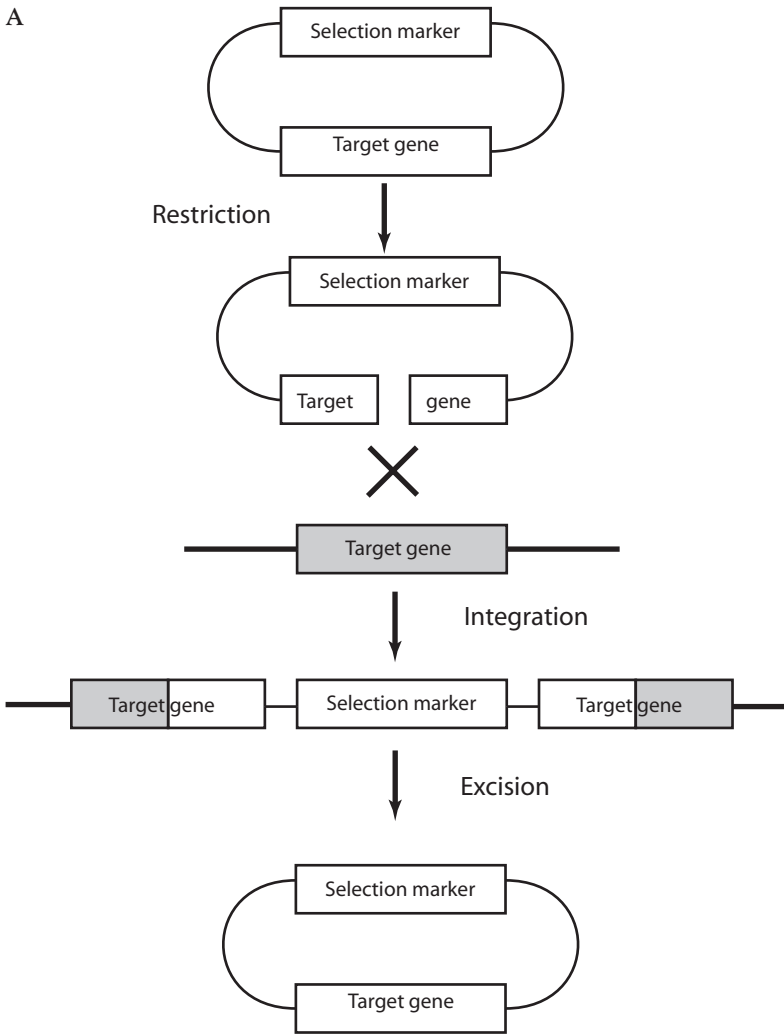 A
Selection marker
Target gene
Restriction
Selection marker
Target gene
Target gene
Integration
Target gene Selection marker Target gene
Excision
Selection marker
Target gene